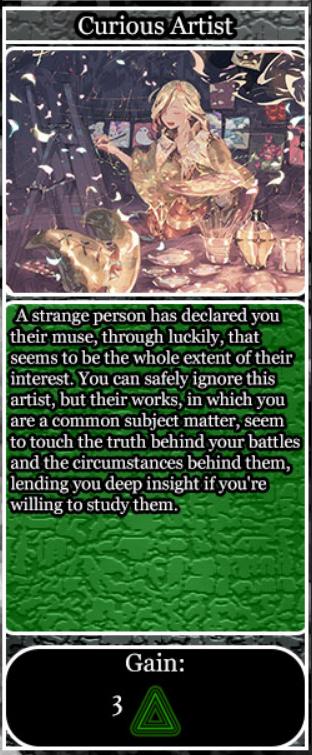 Curious Artist
A strange person has declared you
their muse, through luckily, that
seems to be the whole extent of their
interest. You can safely ignore this
artist, but their works, in which you
are a common subject matter, seem
to touch the truth behind your battles
and the circumstances behind them,
lending you deep insight if you're
willing to study them.
Gain:
3